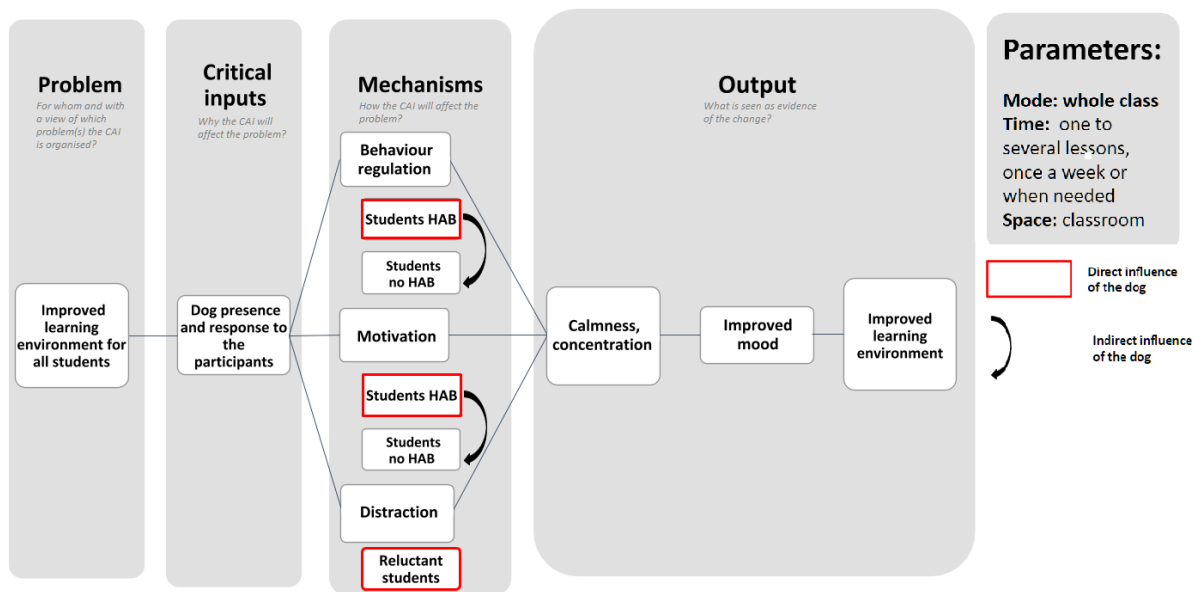 Problem
For whom and with
a view of which
problem(s) the CAI
is organised?
Improved
learning
environment for
all students
Critical
inputs
Why the CAI will
affect the problem?
Dog presence
and response to
the
participants
Mechanisms
How the CAI will affect the
problem?
Behaviour
regulation
Students HAB
Students
no HAB
Motivation
Students HAB
Students
no HAB
Distraction
Reluctant
students
Output
What is seen as evidence
of the change?
Calmness,
concentration
Improved
mood
Improved
learning
environment
Parameters:
Mode: whole class
Time: one to
several lessons,
once a week or
when needed
Space: classroom
Direct influence
of the dog
Indirect influence
of the dog